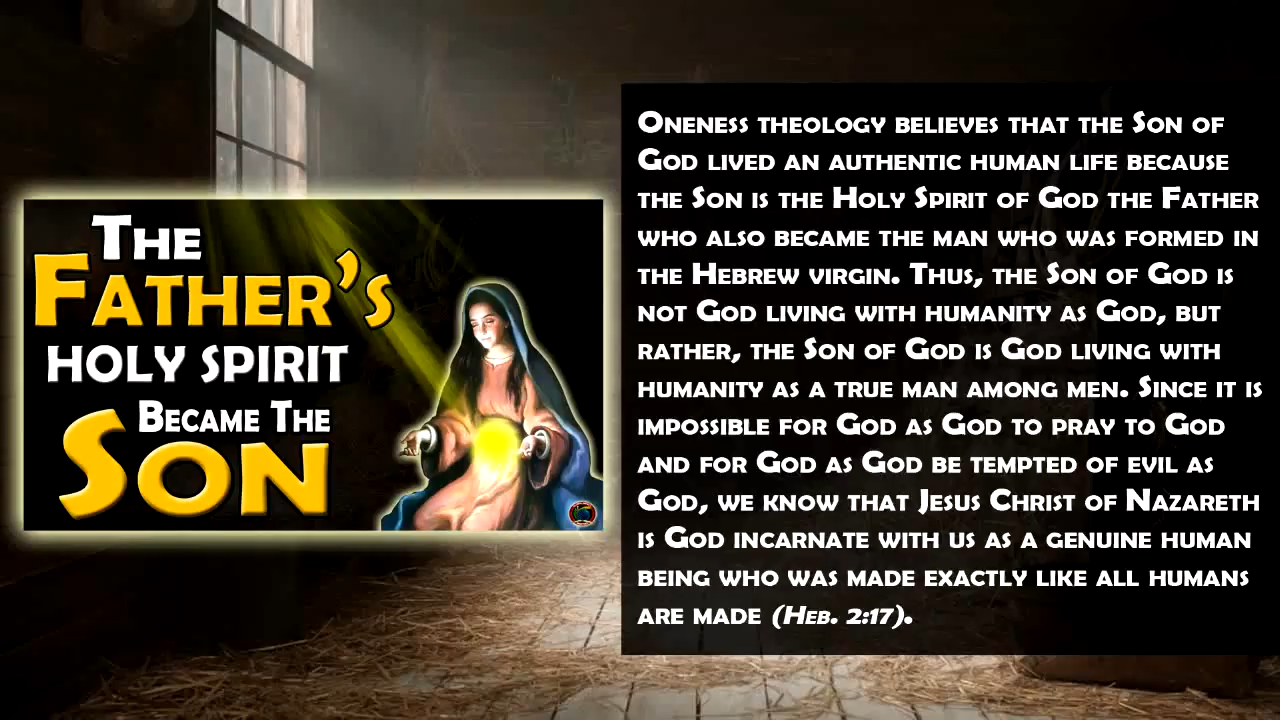 The
Father's
Holy Spirit
Became The
Son
Oneness theology believes that the Son of
God lived an authentic human life because
the Son is the Holy Spirit of God the Father
who also became the man who was formed in
the Hebrew virgin. Thus, the Son of God is
not God living with humanity as God, but
rather, the Son of God is God living with
humanity as a true man among men. Since it is
impossible for God as God to pray to God
and for God as God be tempted of evil as
God, we know that Jesus Christ of Nazareth
is God incarnate with us as a genuine human
being who was made exactly like all humans
are made (Heb. 2:17).